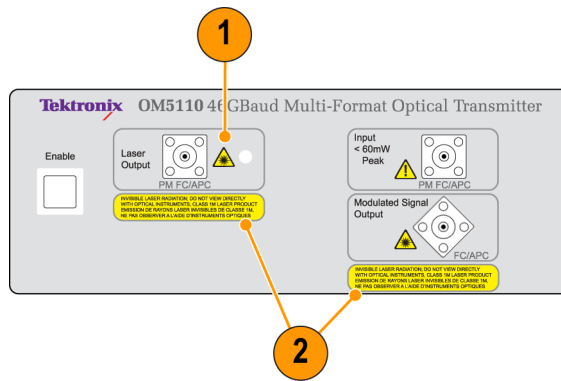 1
Tektronix OM5110 46GBaud Multi-Format Optical Transmitter
Enable
Laser
Output
PM FC/APC
INVISIBLE LASER RADIATION; DO NOT VIEW DIRECTLY
WITH OPTICAL INSTRUMENTS, CLASS 1M LASER PRODUCT
EMISSION DE RAYONS LASER INVISIBLES DE CLASSE 1M,
NE PAS OBSERVER A L'AIDE D'INSTRUMENTS OPTIQUES
Input
< 60mW
Peak
PM FC/APC
Modulated Signal
Output
FC/APC
INVISIBLE LASER RADIATION; DO NOT VIEW DIRECTLY
WITH OPTICAL INSTRUMENTS, CLASS 1M LASER PRODUCT
EMISSION DE RAYONS LASER INVISIBLES DE CLASSE 1M,
NE PAS OBSERVER A L'AIDE D'INSTRUMENTS OPTIQUES
2